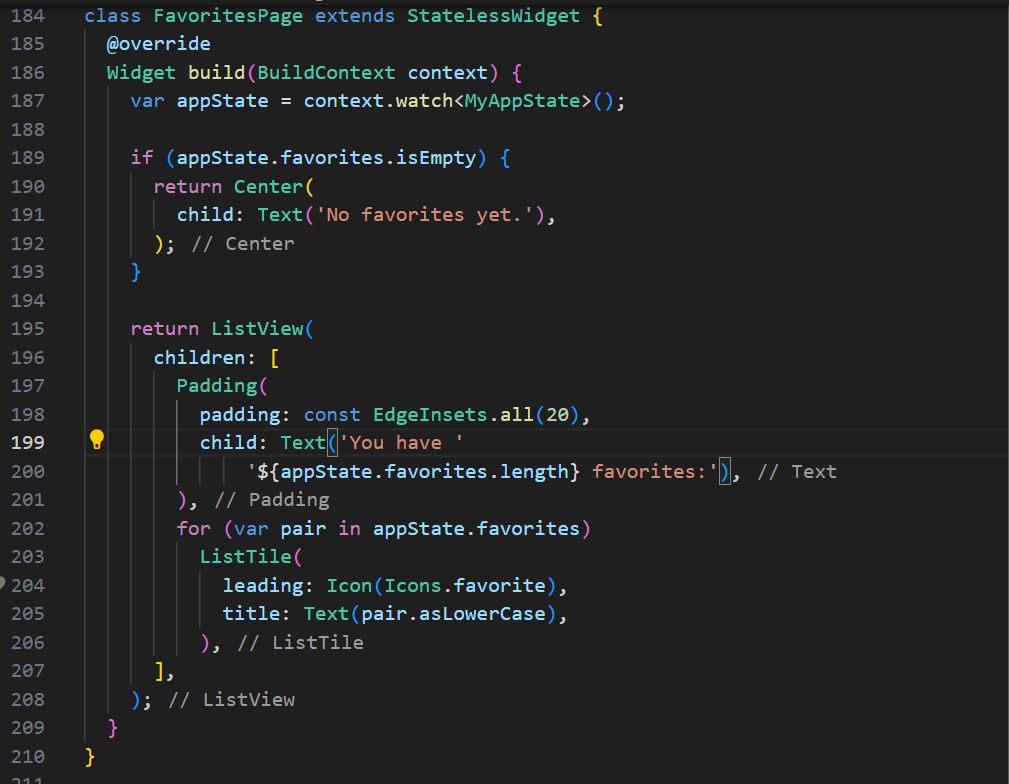 184 class FavoritesPage extends StatelessWidget {
185   @override
186   Widget build(BuildContext context) {
187     var appState = context.watch<MyAppState>();
188
189     if (appState.favorites.isEmpty) {
190       return Center(
191         child: Text('No favorites yet.'),
192       ); // Center
193     }
194
195     return ListView(
196       children: [
197         Padding(
198           padding: const EdgeInsets.all(20),
199           child: Text('You have '
200               '${appState.favorites.length} favorites:'), // Text
201         ), // Padding
202         for (var pair in appState.favorites)
203           ListTile(
204             leading: Icon(Icons.favorite),
205             title: Text(pair.asLowerCase),
206           ), // ListTile
207       ],
208     ); // ListView
209   }
210 }
211